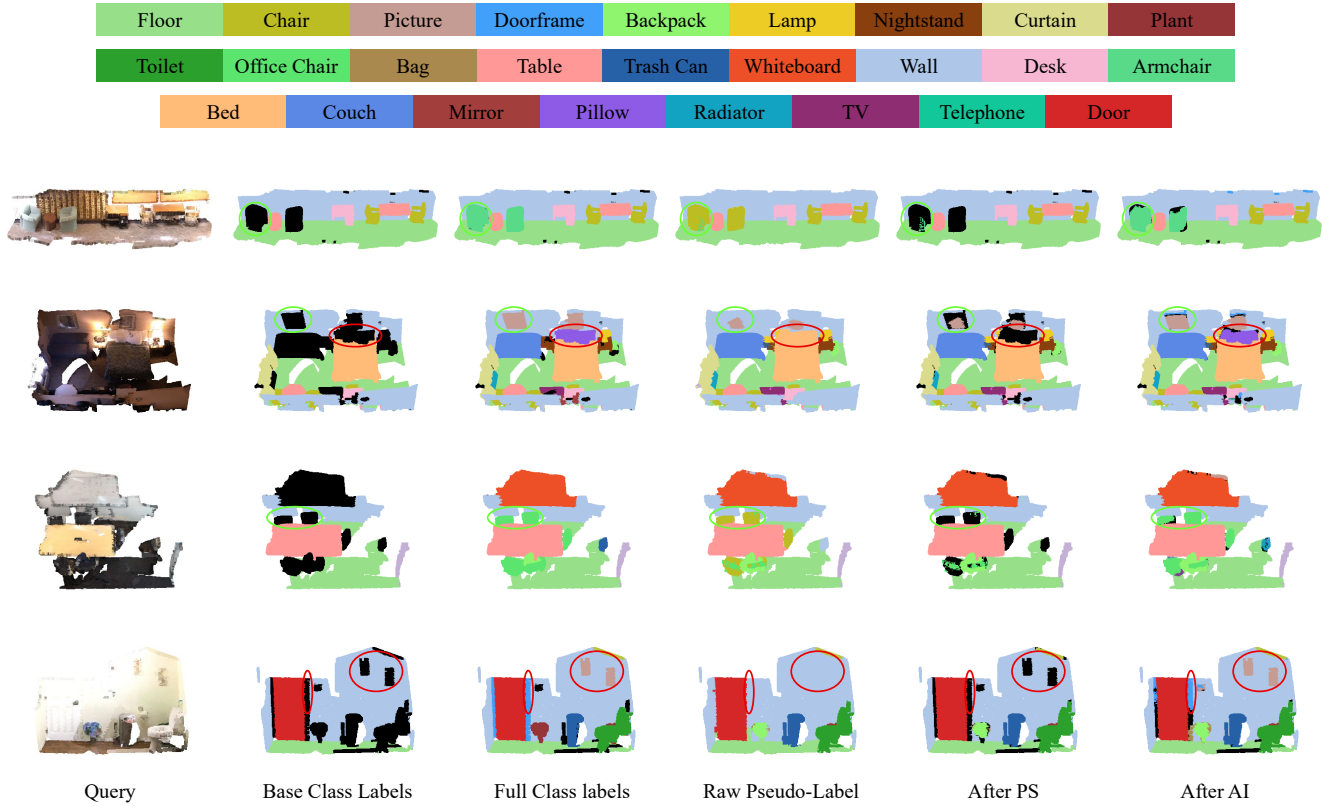 Floor Chair Picture Doorframe Backpack Lamp Nightstand Curtain Plant
Toilet Office Chair Bag Table Trash Can Whiteboard Wall Desk Armchair
Bed Couch Mirror Pillow Radiator TV Telephone Door
Query Base Class Labels Full Class labels Raw Pseudo-Label After PS After AI